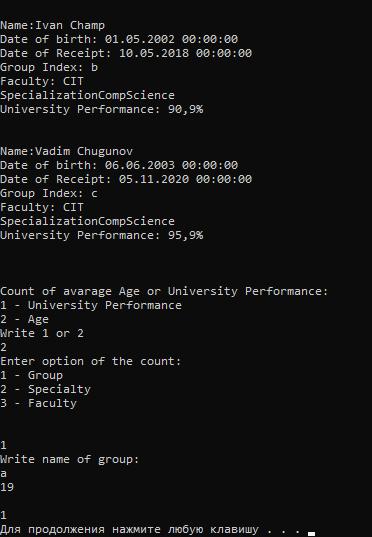 Name:Ivan Champ
Date of birth: 01.05.2002 00:00:00
Date of Receipt: 10.05.2018 00:00:00
Group Index: b
Faculty: CIT
SpecializationCompScience
University Performance: 90,9%
Name:Vadim Chugunov
Date of birth: 06.06.2003 00:00:00
Date of Receipt: 05.11.2020 00:00:00
Group Index: c
Faculty: CIT
SpecializationCompScience
University Performance: 95,9%
Count of avarage Age or University Performance:
1 - University Performance
2 - Age
Write 1 or 2
2
Enter option of the count:
1 - Group
2 - Specialty
3 - Faculty
1
Write name of group:
a
19
1
Для продолжения нажмите любую клавишу . . .